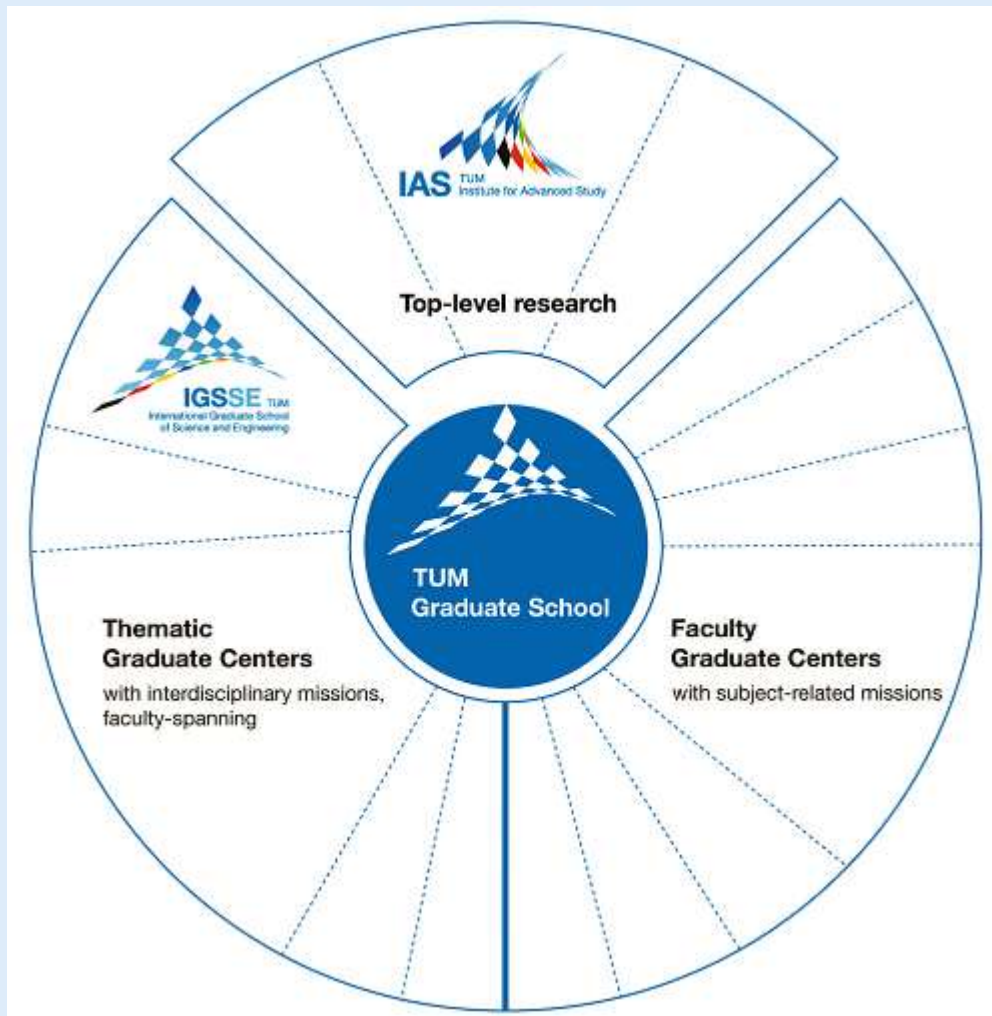 IAS TUM
Institute for Advanced Study
Top-level research
IGSSE TUM
International Graduate School
of Science and Engineering
TUM
Graduate School
Thematic
Graduate Centers
with interdisciplinary missions,
faculty-spanning
Faculty
Graduate Centers
with subject-related missions